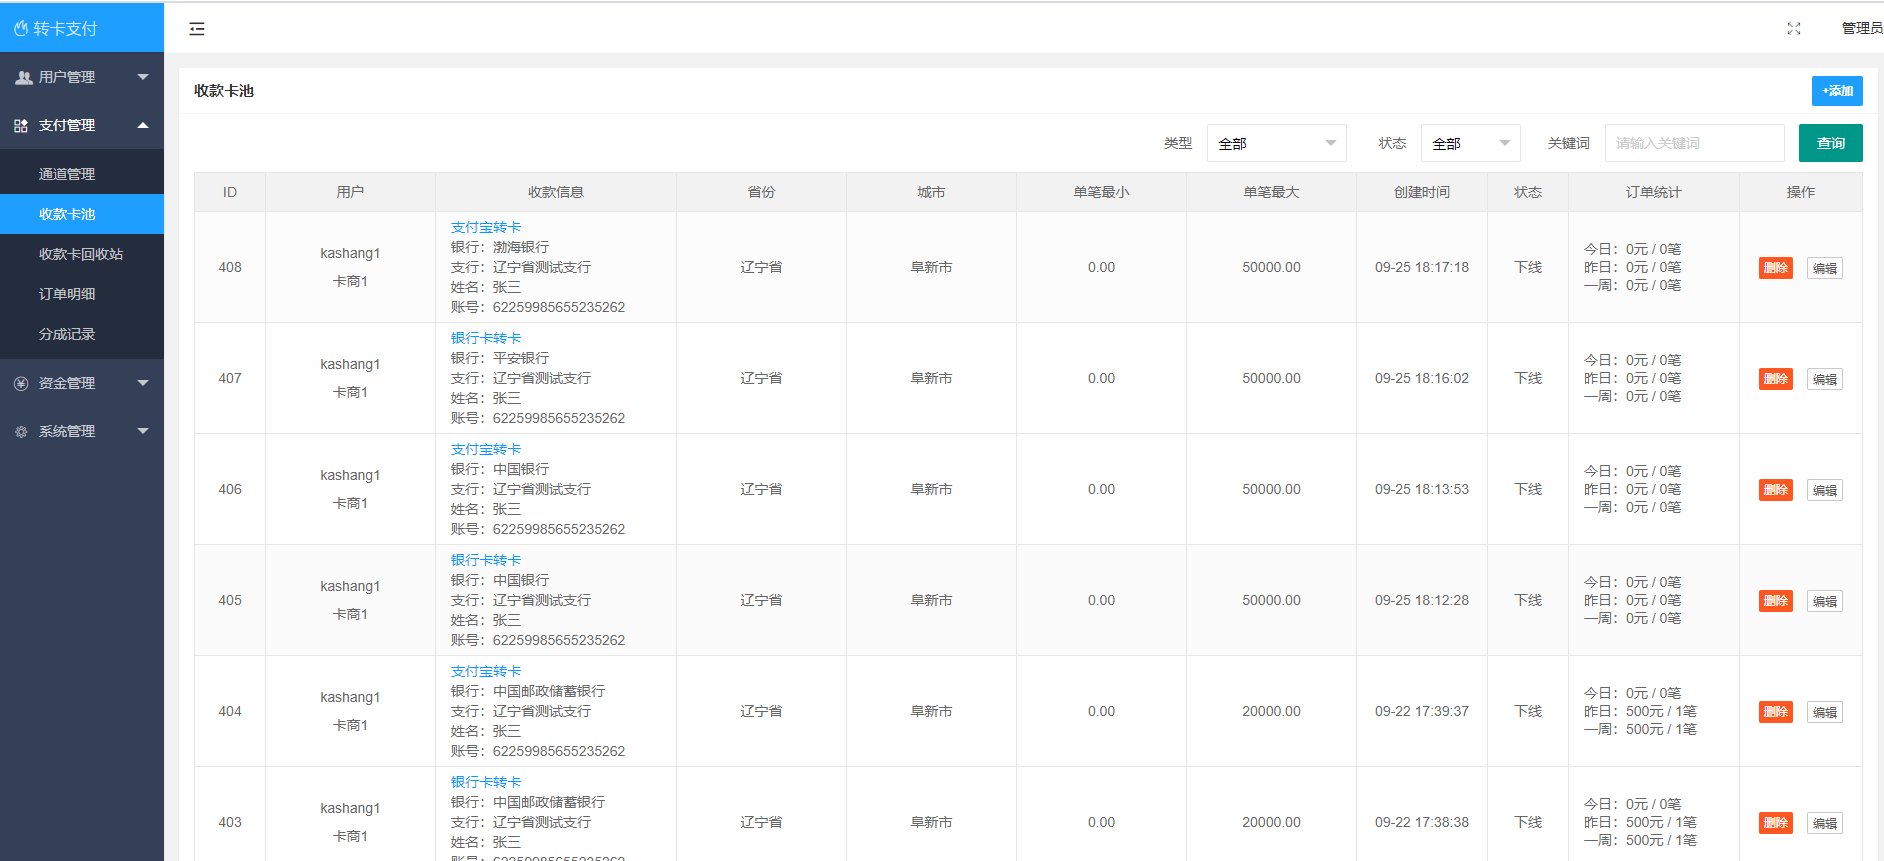 转卡支付
管理员
用户管理
支付管理
通道管理
收款卡池
收款卡回收站
订单明细
分成记录
资金管理
系统管理
收款卡池
+添加
类型 全部 状态 全部 关键词 请输入关键词 查询
ID 用户 收款信息 省份 城市 单笔最小 单笔最大 创建时间 状态 订单统计 操作
408
kashang1
卡商1
支付宝转卡
银行：渤海银行
支行：辽宁省测试支行
姓名：张三
账号：62259985655235262
辽宁省 阜新市 0.00 50000.00 09-25 18:17:18 下线
今日：0元 / 0笔
昨日：0元 / 0笔
一周：0元 / 0笔
删除 编辑
407
kashang1
卡商1
银行卡转卡
银行：平安银行
支行：辽宁省测试支行
姓名：张三
账号：62259985655235262
辽宁省 阜新市 0.00 50000.00 09-25 18:16:02 下线
今日：0元 / 0笔
昨日：0元 / 0笔
一周：0元 / 0笔
删除 编辑
406
kashang1
卡商1
支付宝转卡
银行：中国银行
支行：辽宁省测试支行
姓名：张三
账号：62259985655235262
辽宁省 阜新市 0.00 50000.00 09-25 18:13:53 下线
今日：0元 / 0笔
昨日：0元 / 0笔
一周：0元 / 0笔
删除 编辑
405
kashang1
卡商1
银行卡转卡
银行：中国银行
支行：辽宁省测试支行
姓名：张三
账号：62259985655235262
辽宁省 阜新市 0.00 50000.00 09-25 18:12:28 下线
今日：0元 / 0笔
昨日：0元 / 0笔
一周：0元 / 0笔
删除 编辑
404
kashang1
卡商1
支付宝转卡
银行：中国邮政储蓄银行
支行：辽宁省测试支行
姓名：张三
账号：62259985655235262
辽宁省 阜新市 0.00 20000.00 09-22 17:39:37 下线
今日：0元 / 0笔
昨日：500元 / 1笔
一周：500元 / 1笔
删除 编辑
403
kashang1
卡商1
银行卡转卡
银行：中国邮政储蓄银行
支行：辽宁省测试支行
姓名：张三
账号：62259985655235262
辽宁省 阜新市 0.00 20000.00 09-22 17:38:38 下线
今日：0元 / 0笔
昨日：500元 / 1笔
一周：500元 / 1笔
删除 编辑